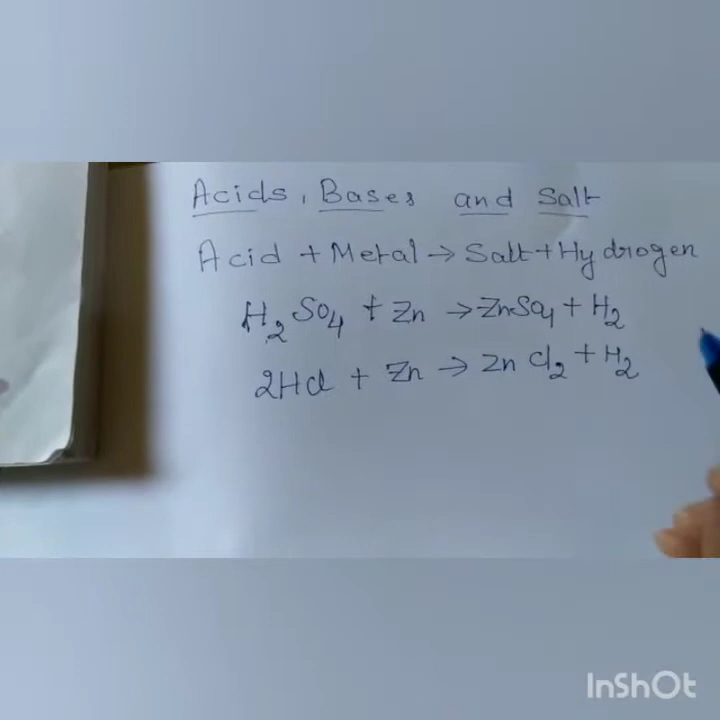 Acids, Bases and Salt
Acid + Metal → Salt + Hydrogen
H₂SO₄ + Zn → ZnSO₄ + H₂
2HCl + Zn → ZnCl₂ + H₂
InShOt